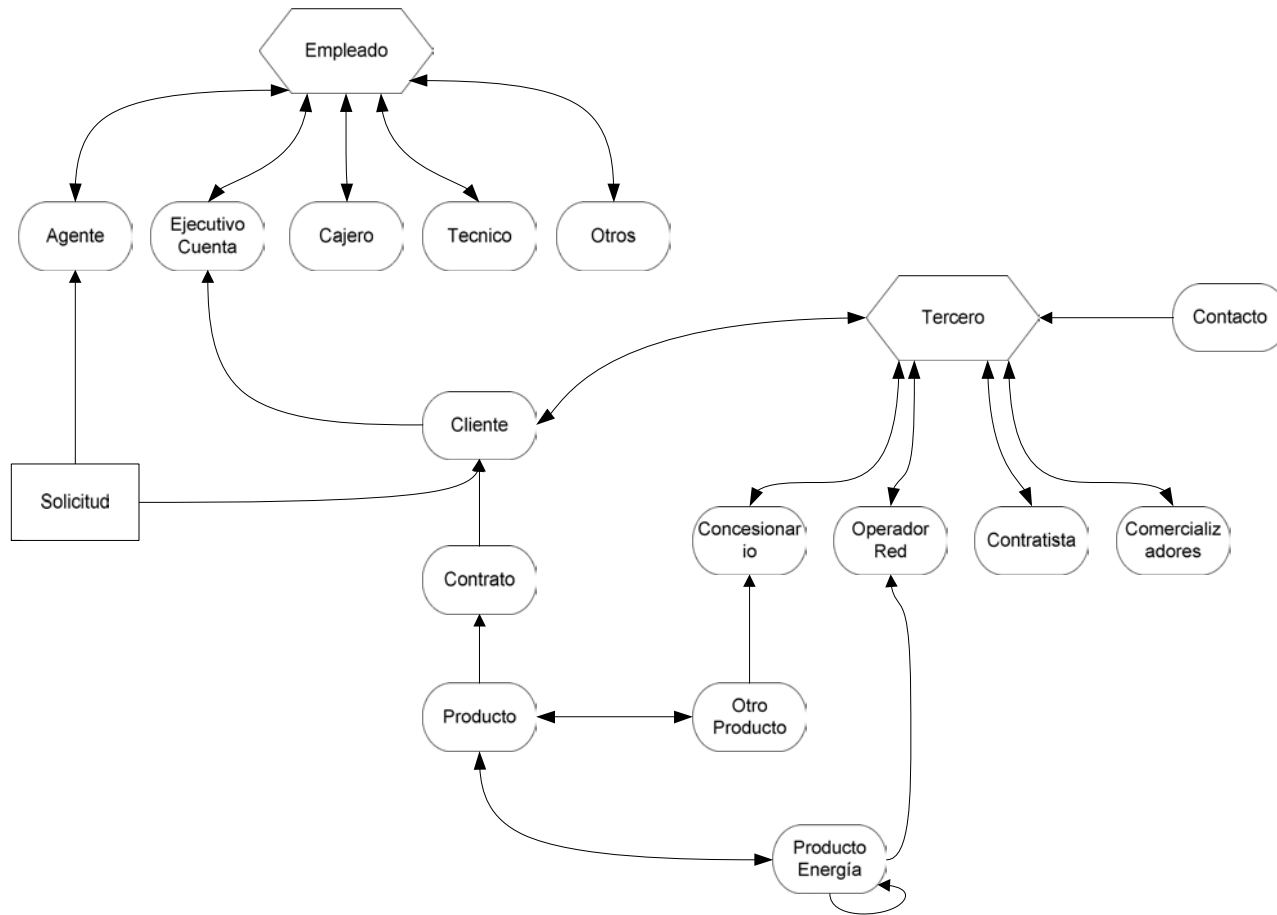 Empleado
Agente
Ejecutivo
Cuenta
Cajero
Tecnico
Otros
Tercero
Contacto
Cliente
Solicitud
Concesionar
io
Operador
Red
Contratista
Comercializ
adores
Contrato
Producto
Otro
Producto
Producto
Energía